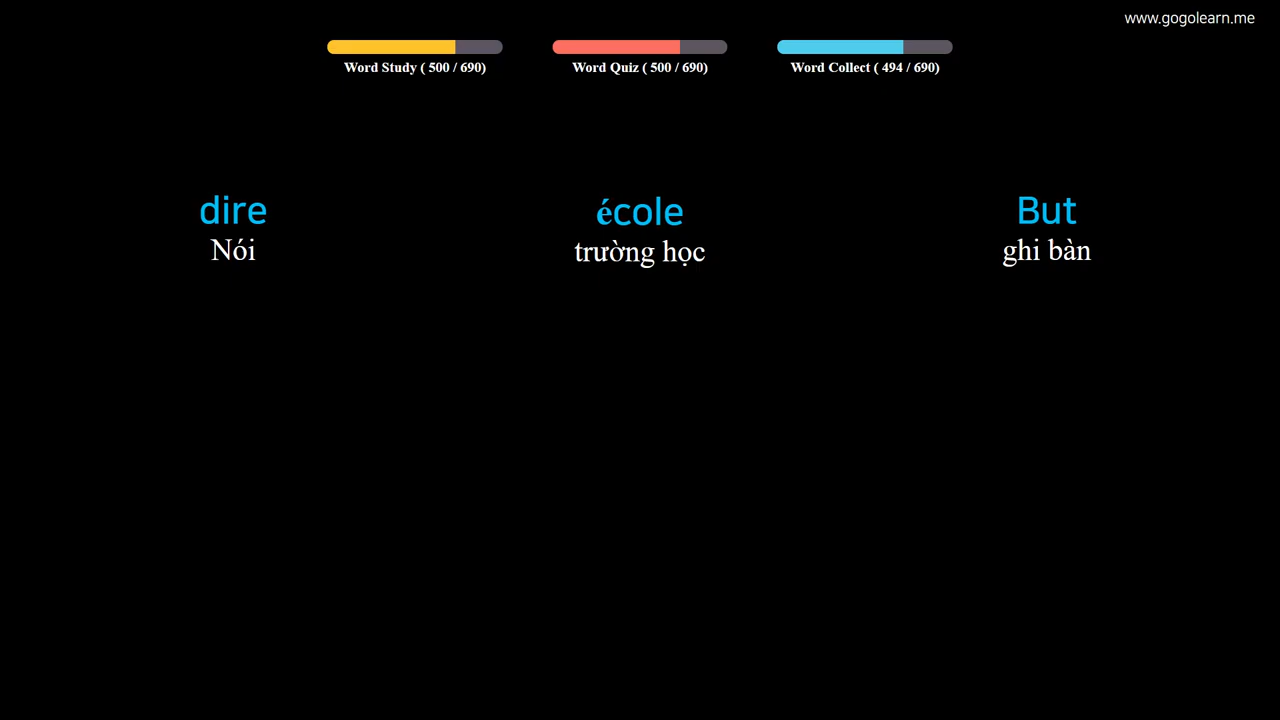 www.gogolearn.me
Word Study ( 500 / 690)
Word Quiz ( 500 / 690)
Word Collect ( 494 / 690)
dire
Nói
école
trường học
But
ghi bàn